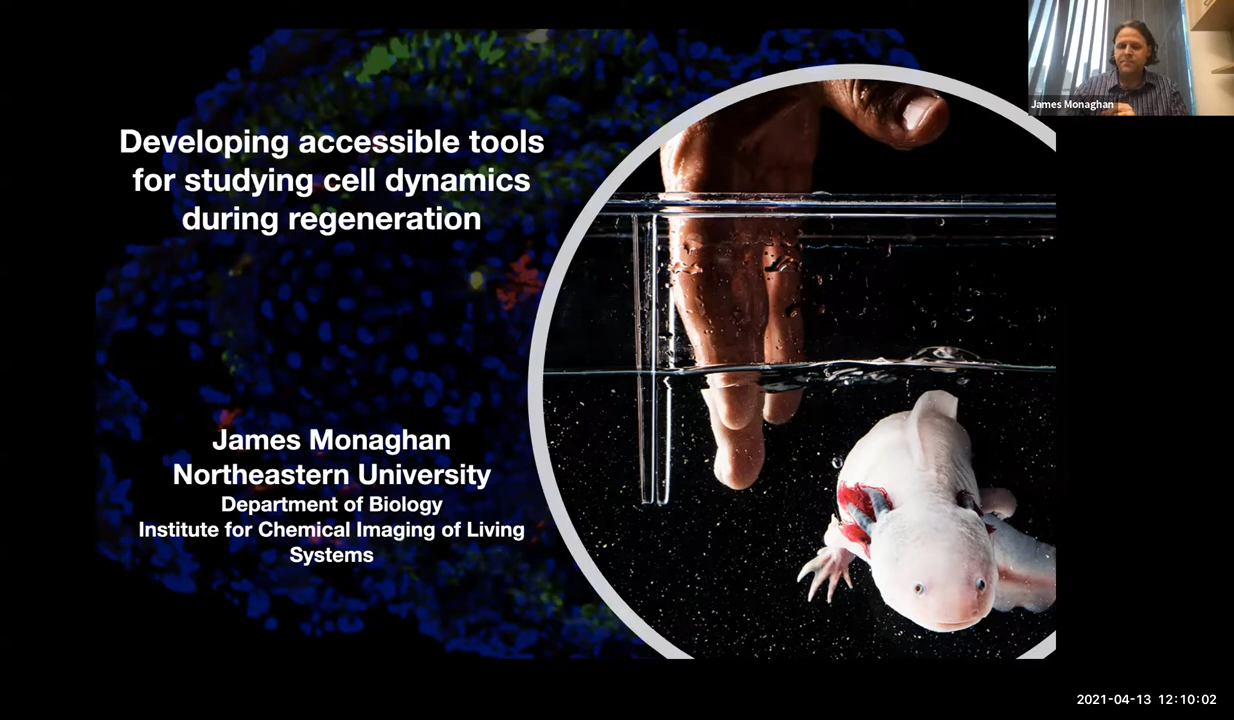 Developing accessible tools
for studying cell dynamics
during regeneration
James Monaghan
Northeastern University
Department of Biology
Institute for Chemical Imaging of Living
Systems
James Monaghan
2021-04-13 12:10:02